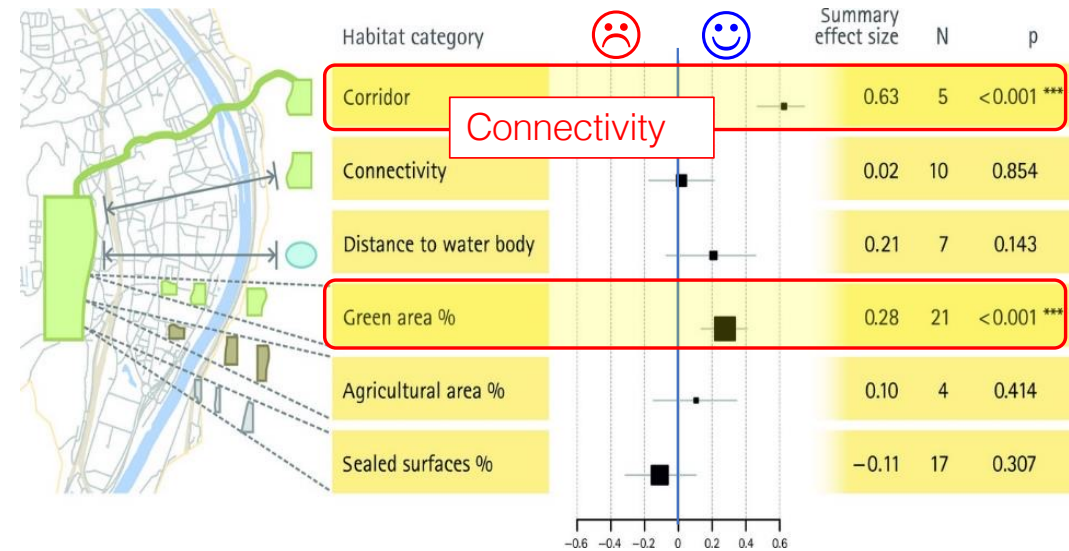 Habitat category
Summary
effect size N p
Corridor 0.63 5 <0.001 ***
Connectivity
Connectivity 0.02 10 0.854
Distance to water body 0.21 7 0.143
Green area % 0.28 21 <0.001 ***
Agricultural area % 0.10 4 0.414
Sealed surfaces % −0.11 17 0.307
−0.6 −0.4 −0.2 0 0.2 0.4 0.6